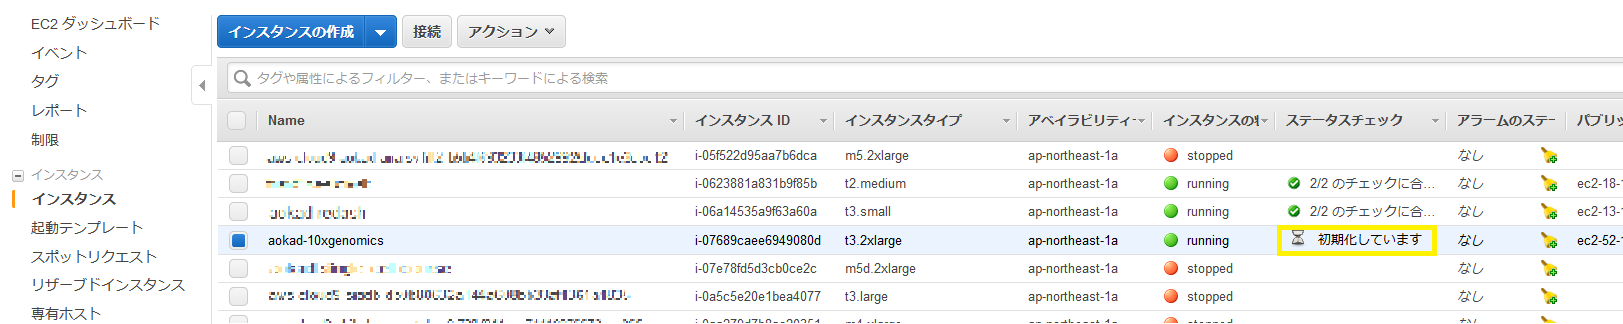 EC2 ダッシュボード
イベント
タグ
レポート
制限
インスタンス
インスタンス
起動テンプレート
スポットリクエスト
リザーブドインスタンス
専有ホスト
インスタンスの作成 接続 アクション
タグや属性によるフィルター、またはキーワードによる検索
Name インスタンス ID インスタンスタイプ アベイラビリティー インスタンスの ステータスチェック アラームのステー パブリッ
i-05f522d95aa7b6dca m5.2xlarge ap-northeast-1a stopped なし
i-0623881a831b9f85b t2.medium ap-northeast-1a running 2/2 のチェックに合… なし ec2-18-1
i-06a14535a9f63a60a t3.small ap-northeast-1a running 2/2 のチェックに合… なし ec2-13-1
aokad-10xgenomics i-07689caee6949080d t3.2xlarge ap-northeast-1a running 初期化しています なし ec2-52-1
i-07e78fd5d3cb0ce2c m5d.2xlarge ap-northeast-1a stopped なし
i-0a5c5e20e1bea4077 t3.large ap-northeast-1a stopped なし